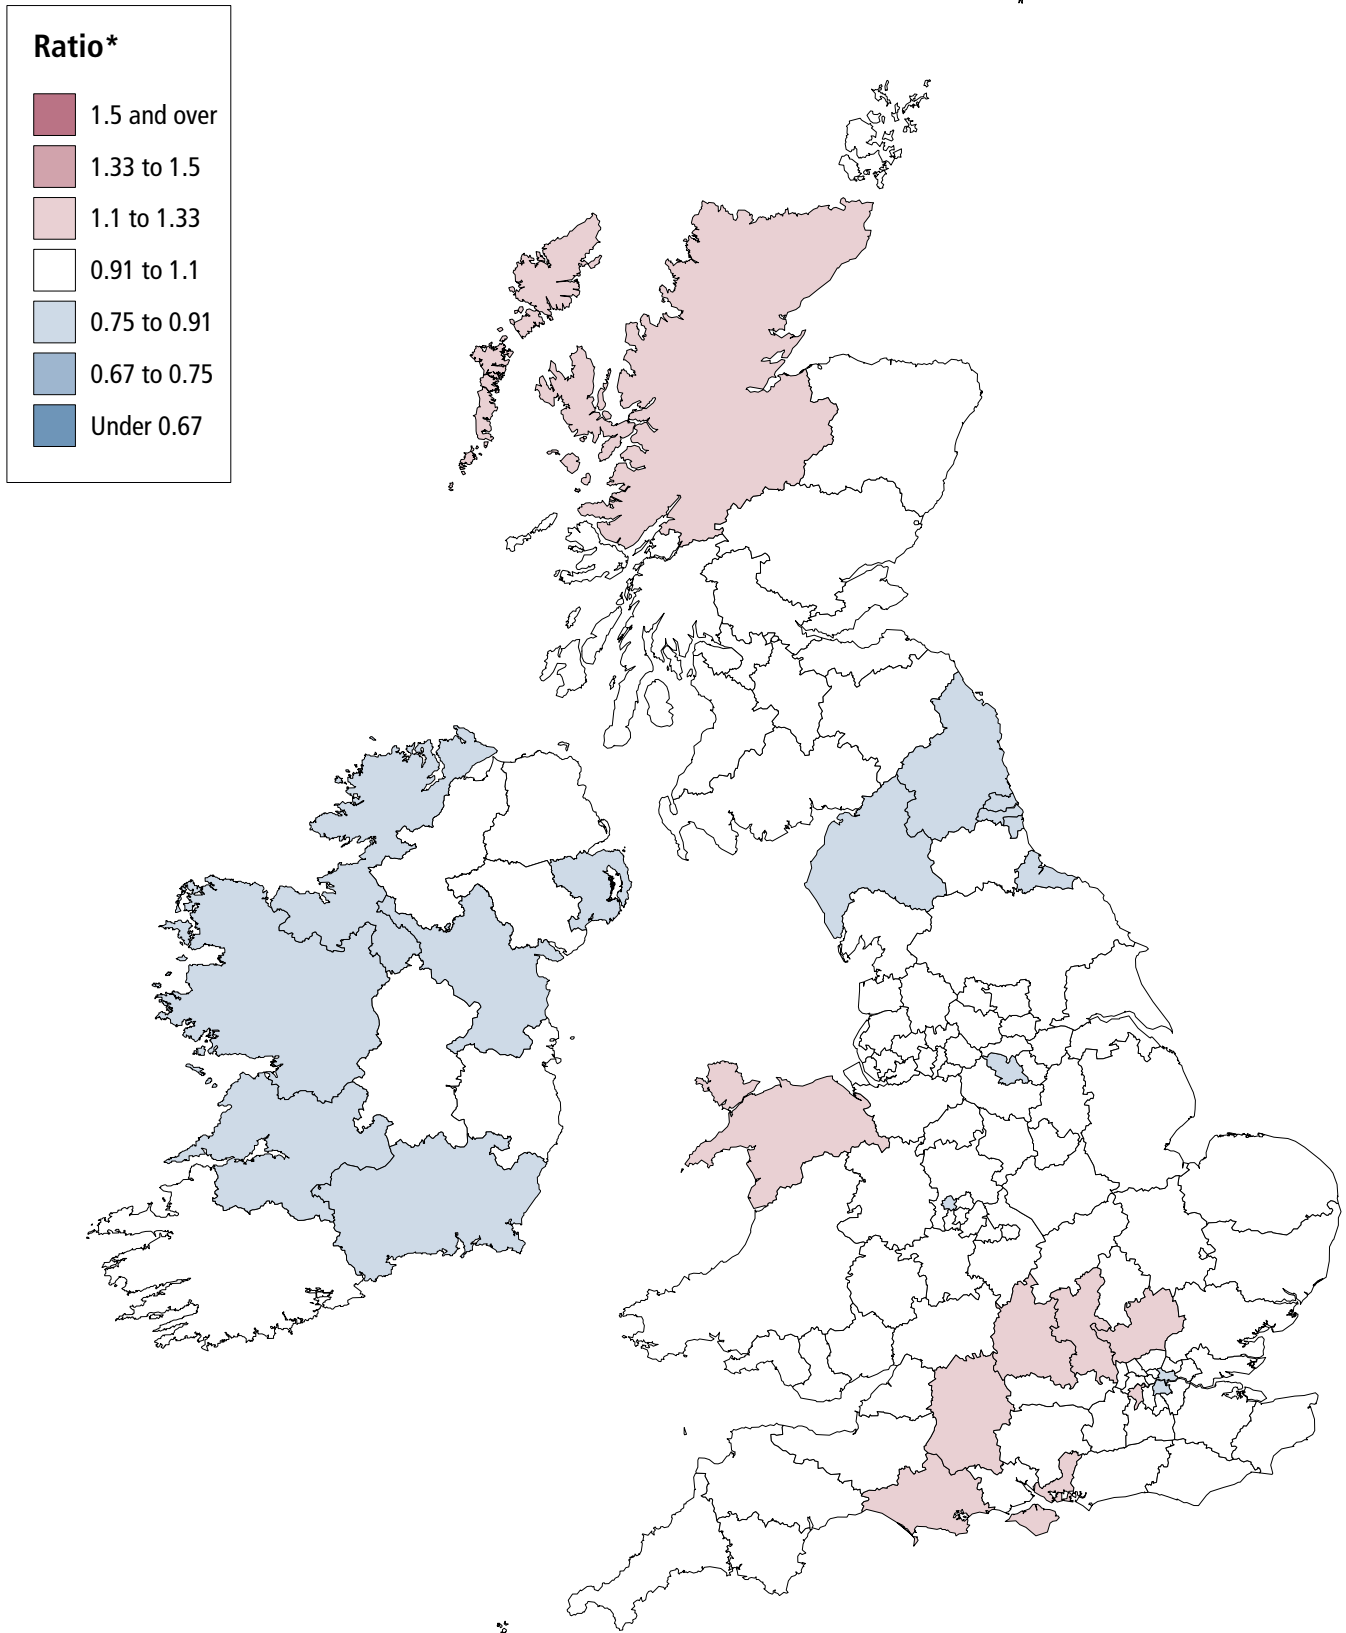 Ratio*
1.5 and over
1.33 to 1.5
1.1 to 1.33
0.91 to 1.1
0.75 to 0.91
0.67 to 0.75
Under 0.67